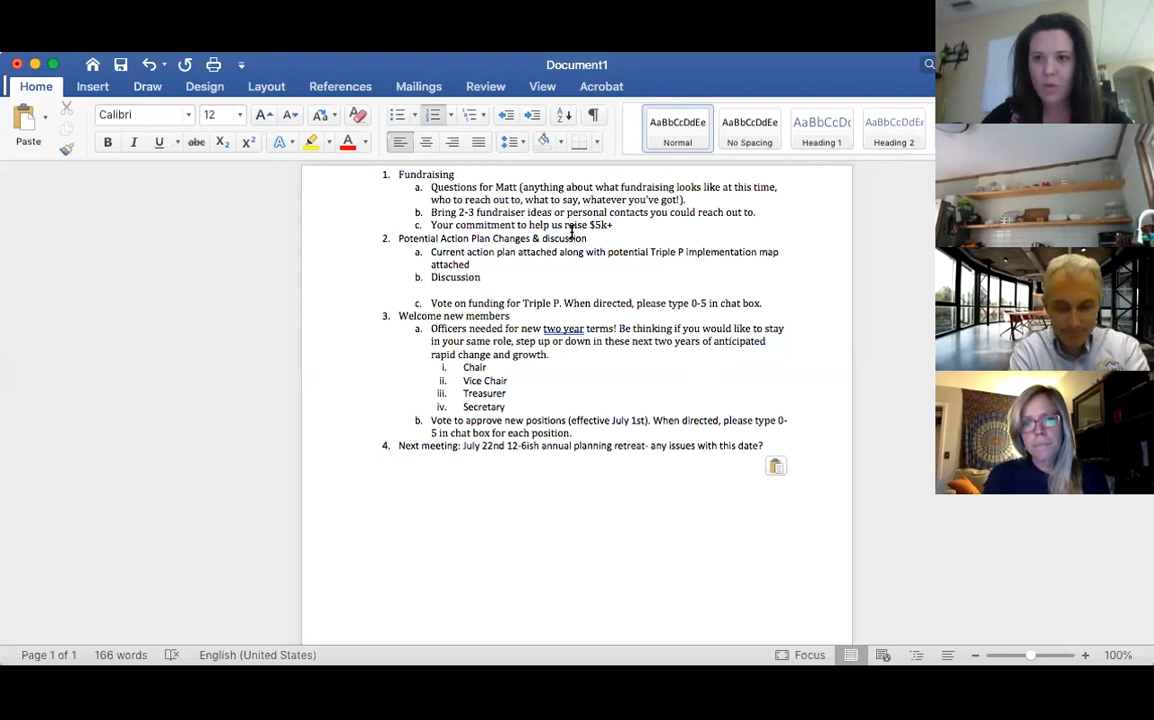 Document1
Home Insert Draw Design Layout References Mailings Review View Acrobat
Paste
Calibri
12
AaBbCcDdEe
Normal
AaBbCcDdEe
No Spacing
AaBbCcDc
Heading 1
AaBbCcDdEe
Heading 2
1. Fundraising
a. Questions for Matt (anything about what fundraising looks like at this time,
who to reach out to, what to say, whatever you've got!).
b. Bring 2-3 fundraiser ideas or personal contacts you could reach out to.
c. Your commitment to help us raise $5k+
2. Potential Action Plan Changes & discussion
a. Current action plan attached along with potential Triple P implementation map
attached
b. Discussion
c. Vote on funding for Triple P. When directed, please type 0-5 in chat box.
3. Welcome new members
a. Officers needed for new two year terms! Be thinking if you would like to stay
in your same role, step up or down in these next two years of anticipated
rapid change and growth.
i. Chair
ii. Vice Chair
iii. Treasurer
iv. Secretary
b. Vote to approve new positions (effective July 1st). When directed, please type 0-
5 in chat box for each position.
4. Next meeting: July 22nd 12-6ish annual planning retreat- any issues with this date?
Page 1 of 1 166 words English (United States) Focus 100%